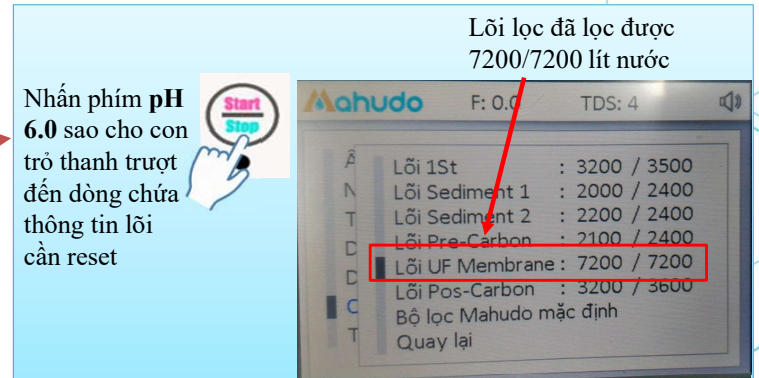 Lõi lọc đã lọc được
7200/7200 lít nước
Nhấn phím pH
6.0 sao cho con
trỏ thanh trượt
đến dòng chứa
thông tin lõi
cần reset
Start
Stop
Mahudo F: 0.0 TDS: 4
Â
N
T
D
D
C
T
Lõi 1St : 3200 / 3500
Lõi Sediment 1 : 2000 / 2400
Lõi Sediment 2 : 2200 / 2400
Lõi Pre-Carbon : 2100 / 2400
Lõi UF Membrane : 7200 / 7200
Lõi Pos-Carbon : 3200 / 3600
Bộ lọc Mahudo mặc định
Quay lại